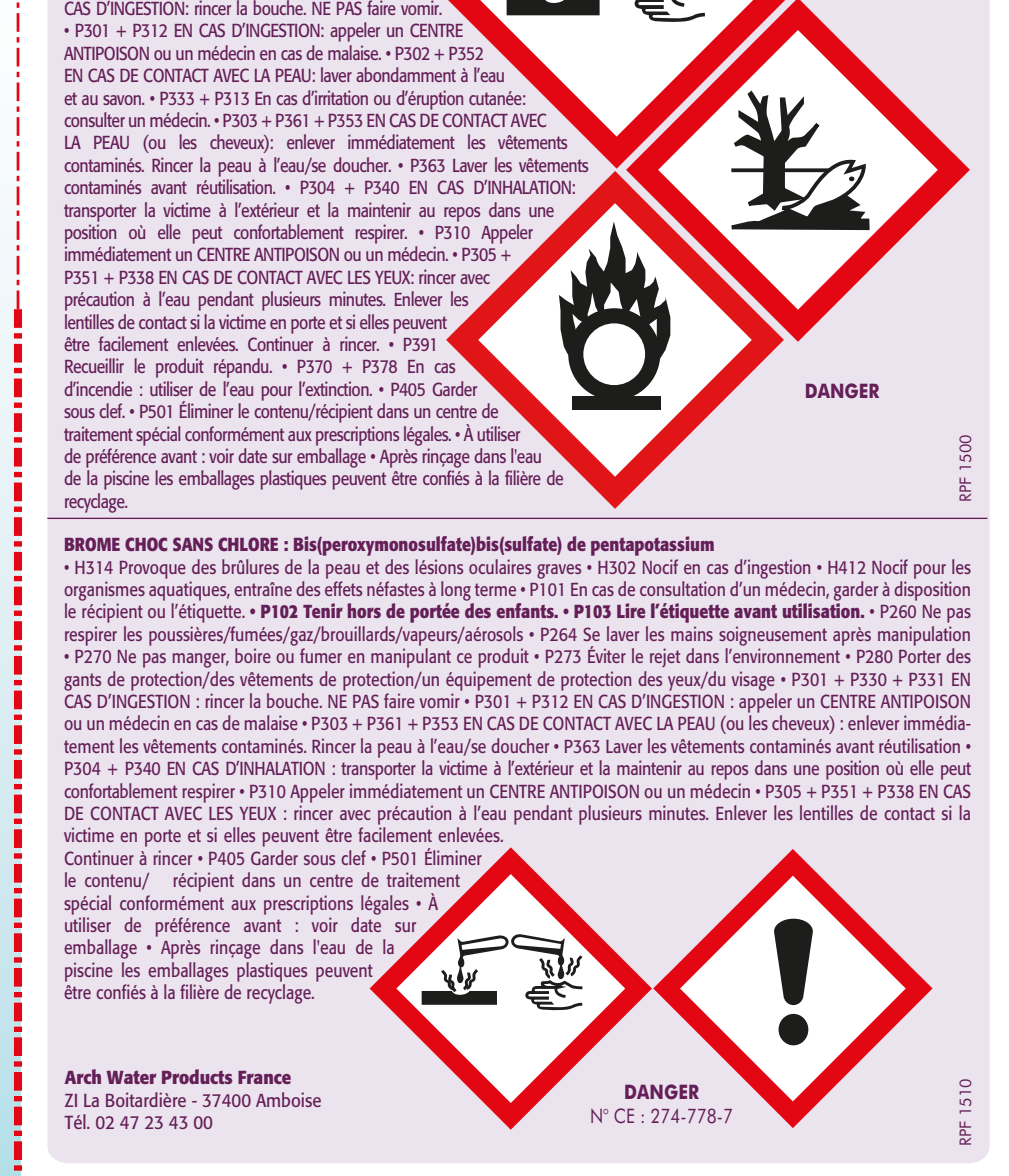 CAS D’INGESTION: rincer la bouche. NE PAS faire vomir.
• P301 + P312 EN CAS D’INGESTION: appeler un CENTRE
ANTIPOISON ou un médecin en cas de malaise. • P302 + P352
EN CAS DE CONTACT AVEC LA PEAU: laver abondamment à l’eau
et au savon. • P333 + P313 En cas d’irritation ou d’éruption cutanée:
consulter un médecin. • P303 + P361 + P353 EN CAS DE CONTACT AVEC
LA PEAU (ou les cheveux): enlever immédiatement les vêtements
contaminés. Rincer la peau à l’eau/se doucher. • P363 Laver les vêtements
contaminés avant réutilisation. • P304 + P340 EN CAS D’INHALATION:
transporter la victime à l’extérieur et la maintenir au repos dans une
position où elle peut confortablement respirer. • P310 Appeler
immédiatement un CENTRE ANTIPOISON ou un médecin. • P305 +
P351 + P338 EN CAS DE CONTACT AVEC LES YEUX: rincer avec
précaution à l’eau pendant plusieurs minutes. Enlever les
lentilles de contact si la victime en porte et si elles peuvent
être facilement enlevées. Continuer à rincer. • P391
Recueillir le produit répandu. • P370 + P378 En cas
d’incendie : utiliser de l’eau pour l’extinction. • P405 Garder
sous clef. • P501 Éliminer le contenu/récipient dans un centre de
traitement spécial conformément aux prescriptions légales. • À utiliser
de préférence avant : voir date sur emballage • Après rinçage dans l'eau
de la piscine les emballages plastiques peuvent être confiés à la filière de
recyclage.
DANGER
RPF 1500
BROME CHOC SANS CHLORE : Bis(peroxymonosulfate)bis(sulfate) de pentapotassium
• H314 Provoque des brûlures de la peau et des lésions oculaires graves • H302 Nocif en cas d’ingestion • H412 Nocif pour les
organismes aquatiques, entraîne des effets néfastes à long terme • P101 En cas de consultation d’un médecin, garder à disposition
le récipient ou l’étiquette. • P102 Tenir hors de portée des enfants. • P103 Lire l’étiquette avant utilisation. • P260 Ne pas
respirer les poussières/fumées/gaz/brouillards/vapeurs/aérosols • P264 Se laver les mains soigneusement après manipulation
• P270 Ne pas manger, boire ou fumer en manipulant ce produit • P273 Éviter le rejet dans l’environnement • P280 Porter des
gants de protection/des vêtements de protection/un équipement de protection des yeux/du visage • P301 + P330 + P331 EN
CAS D’INGESTION : rincer la bouche. NE PAS faire vomir • P301 + P312 EN CAS D’INGESTION : appeler un CENTRE ANTIPOISON
ou un médecin en cas de malaise • P303 + P361 + P353 EN CAS DE CONTACT AVEC LA PEAU (ou les cheveux) : enlever immédia-
tement les vêtements contaminés. Rincer la peau à l’eau/se doucher • P363 Laver les vêtements contaminés avant réutilisation •
P304 + P340 EN CAS D’INHALATION : transporter la victime à l’extérieur et la maintenir au repos dans une position où elle peut
confortablement respirer • P310 Appeler immédiatement un CENTRE ANTIPOISON ou un médecin • P305 + P351 + P338 EN CAS
DE CONTACT AVEC LES YEUX : rincer avec précaution à l’eau pendant plusieurs minutes. Enlever les lentilles de contact si la
victime en porte et si elles peuvent être facilement enlevées.
Continuer à rincer • P405 Garder sous clef • P501 Éliminer
le contenu/ récipient dans un centre de traitement
spécial conformément aux prescriptions légales • À
utiliser de préférence avant : voir date sur
emballage • Après rinçage dans l'eau de la
piscine les emballages plastiques peuvent
être confiés à la filière de recyclage.
Arch Water Products France
ZI La Boitardière - 37400 Amboise
Tél. 02 47 23 43 00
DANGER
N° CE : 274-778-7
RPF 1510